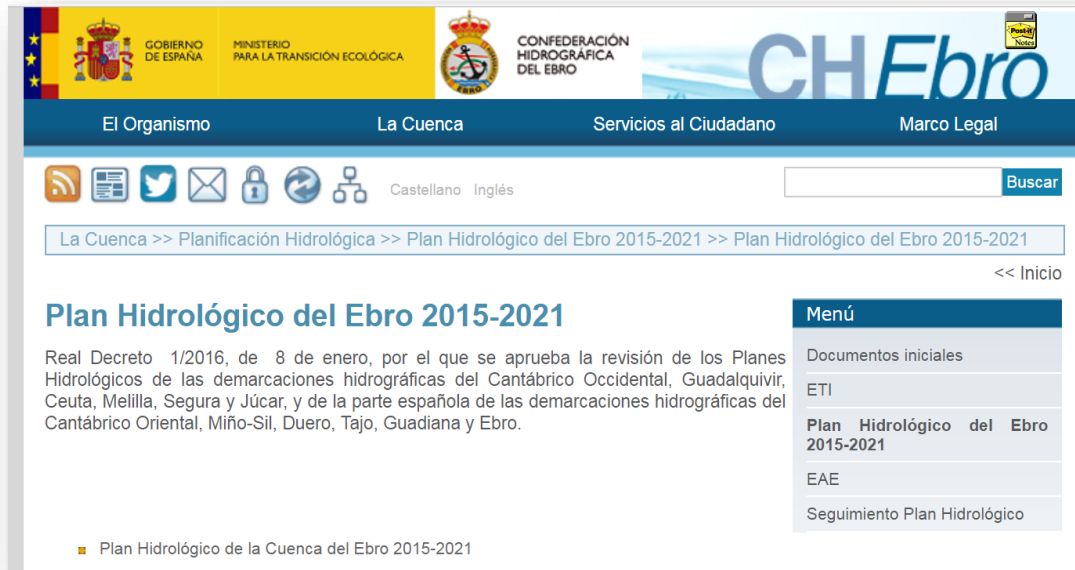 GOBIERNO
DE ESPAÑA
MINISTERIO
PARA LA TRANSICIÓN ECOLÓGICA
EBRO
CONFEDERACIÓN
HIDROGRÁFICA
DEL EBRO
CHEbro
Post-it
Notes
El Organismo
La Cuenca
Servicios al Ciudadano
Marco Legal
Castellano Inglés
Buscar
La Cuenca >> Planificación Hidrológica >> Plan Hidrológico del Ebro 2015-2021 >> Plan Hidrológico del Ebro 2015-2021
<< Inicio
Plan Hidrológico del Ebro 2015-2021
Real Decreto 1/2016, de 8 de enero, por el que se aprueba la revisión de los Planes
Hidrológicos de las demarcaciones hidrográficas del Cantábrico Occidental, Guadalquivir,
Ceuta, Melilla, Segura y Júcar, y de la parte española de las demarcaciones hidrográficas del
Cantábrico Oriental, Miño-Sil, Duero, Tajo, Guadiana y Ebro.
Menú
Documentos iniciales
ETI
Plan Hidrológico del Ebro
2015-2021
EAE
Seguimiento Plan Hidrológico
Plan Hidrológico de la Cuenca del Ebro 2015-2021